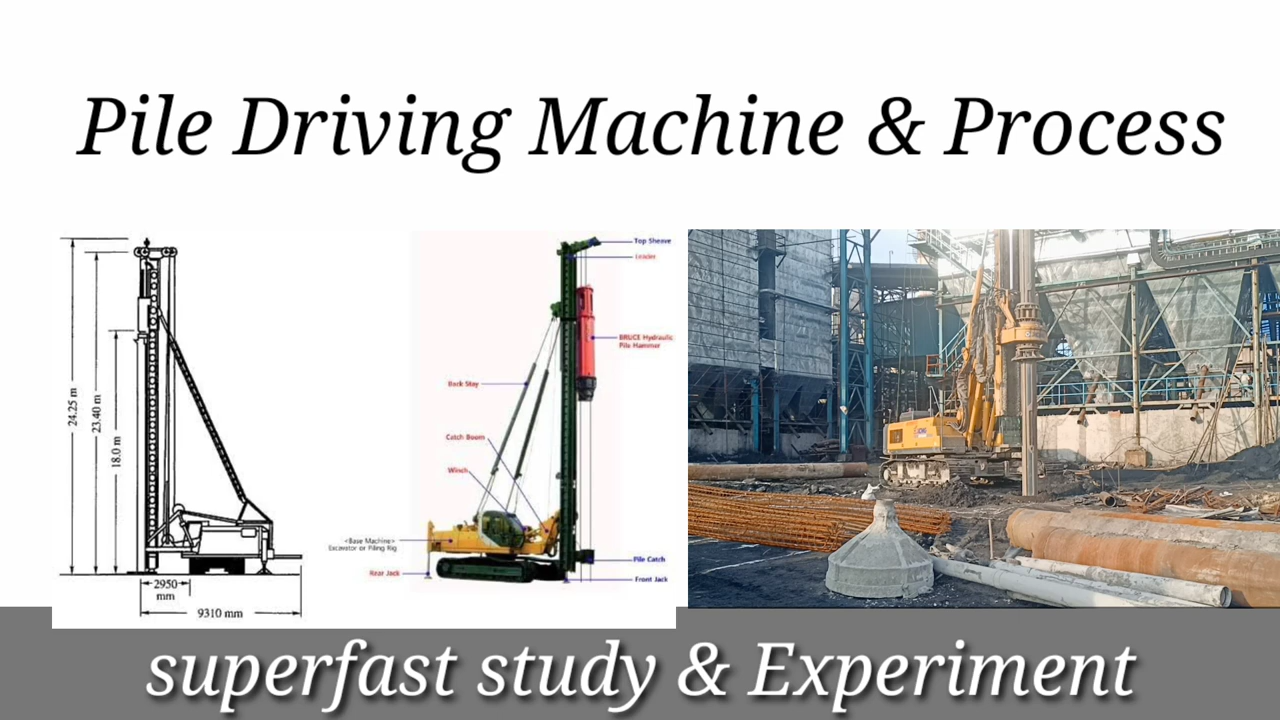 Pile Driving Machine & Process
24.25 m
23.40 m
18.0 m
2950
mm
9310 mm
Top Sheave
Leader
BRUCE Hydraulic
Pile Hammer
Back Stay
Catch Boom
Winch
<Base Machine>
Excavator or Piling Rig
Rear Jack
Pile Catch
Front Jack
superfast study & Experiment